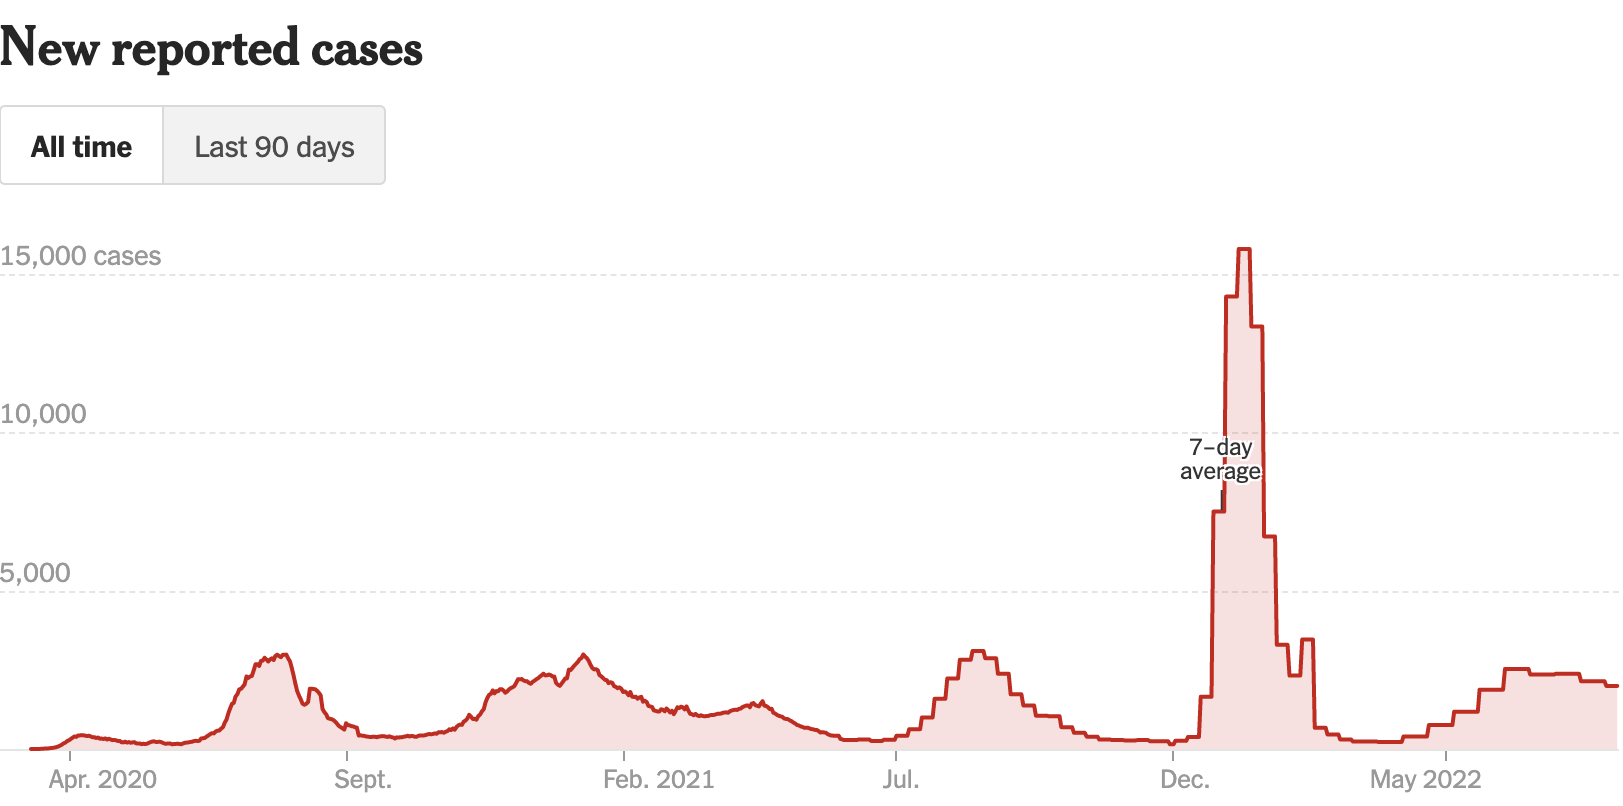 New reported cases
All time
Last 90 days
15,000 cases
10,000
7-day
average
5,000
Apr. 2020
Sept.
Feb. 2021
Jul.
Dec.
May 2022